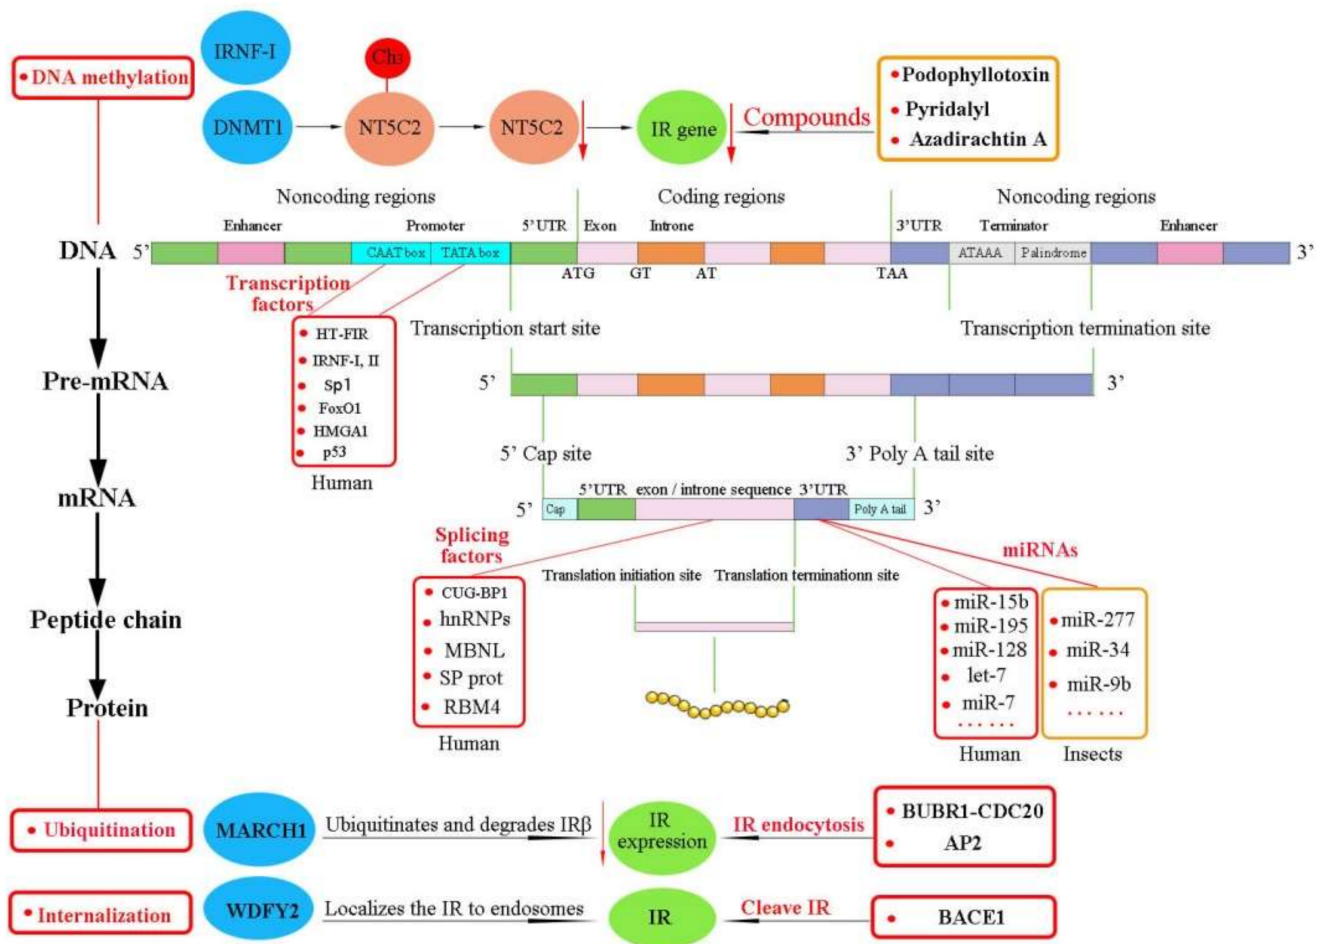 • DNA methylation
IRNF-I
Ch3
DNMT1
NT5C2
NT5C2
IR gene
Compounds
• Podophyllotoxin
• Pyridalyl
• Azadirachtin A
Noncoding regions
Coding regions
Noncoding regions
Enhancer
Promoter
5’UTR
Exon
Introne
3’UTR
Terminator
Enhancer
DNA
5’
CAAT box
TATA box
ATAAA
Palindrome
3’
ATG
GT
AT
TAA
Transcription
factors
• HT-FIR
• IRNF-I, II
• Sp1
• FoxO1
• HMGA1
• p53
Human
Transcription start site
Transcription termination site
Pre-mRNA
5’
3’
5’ Cap site
3’ Poly A tail site
mRNA
5’UTR
exon / introne sequence
3’UTR
5’
Cap
Poly A tail
3’
Splicing
factors
miRNAs
Translation initiation site
Translation terminationn site
• CUG-BP1
• hnRNPs
• MBNL
• SP prot
• RBM4
Human
• miR-15b
• miR-195
• miR-128
• let-7
• miR-7
... ...
Human
• miR-277
• miR-34
• miR-9b
... ...
Insects
Peptide chain
Protein
• Ubiquitination
MARCH1
Ubiquitinates and degrades IRβ
IR
expression
IR endocytosis
• BUBR1-CDC20
• AP2
• Internalization
WDFY2
Localizes the IR to endosomes
IR
Cleave IR
• BACE1